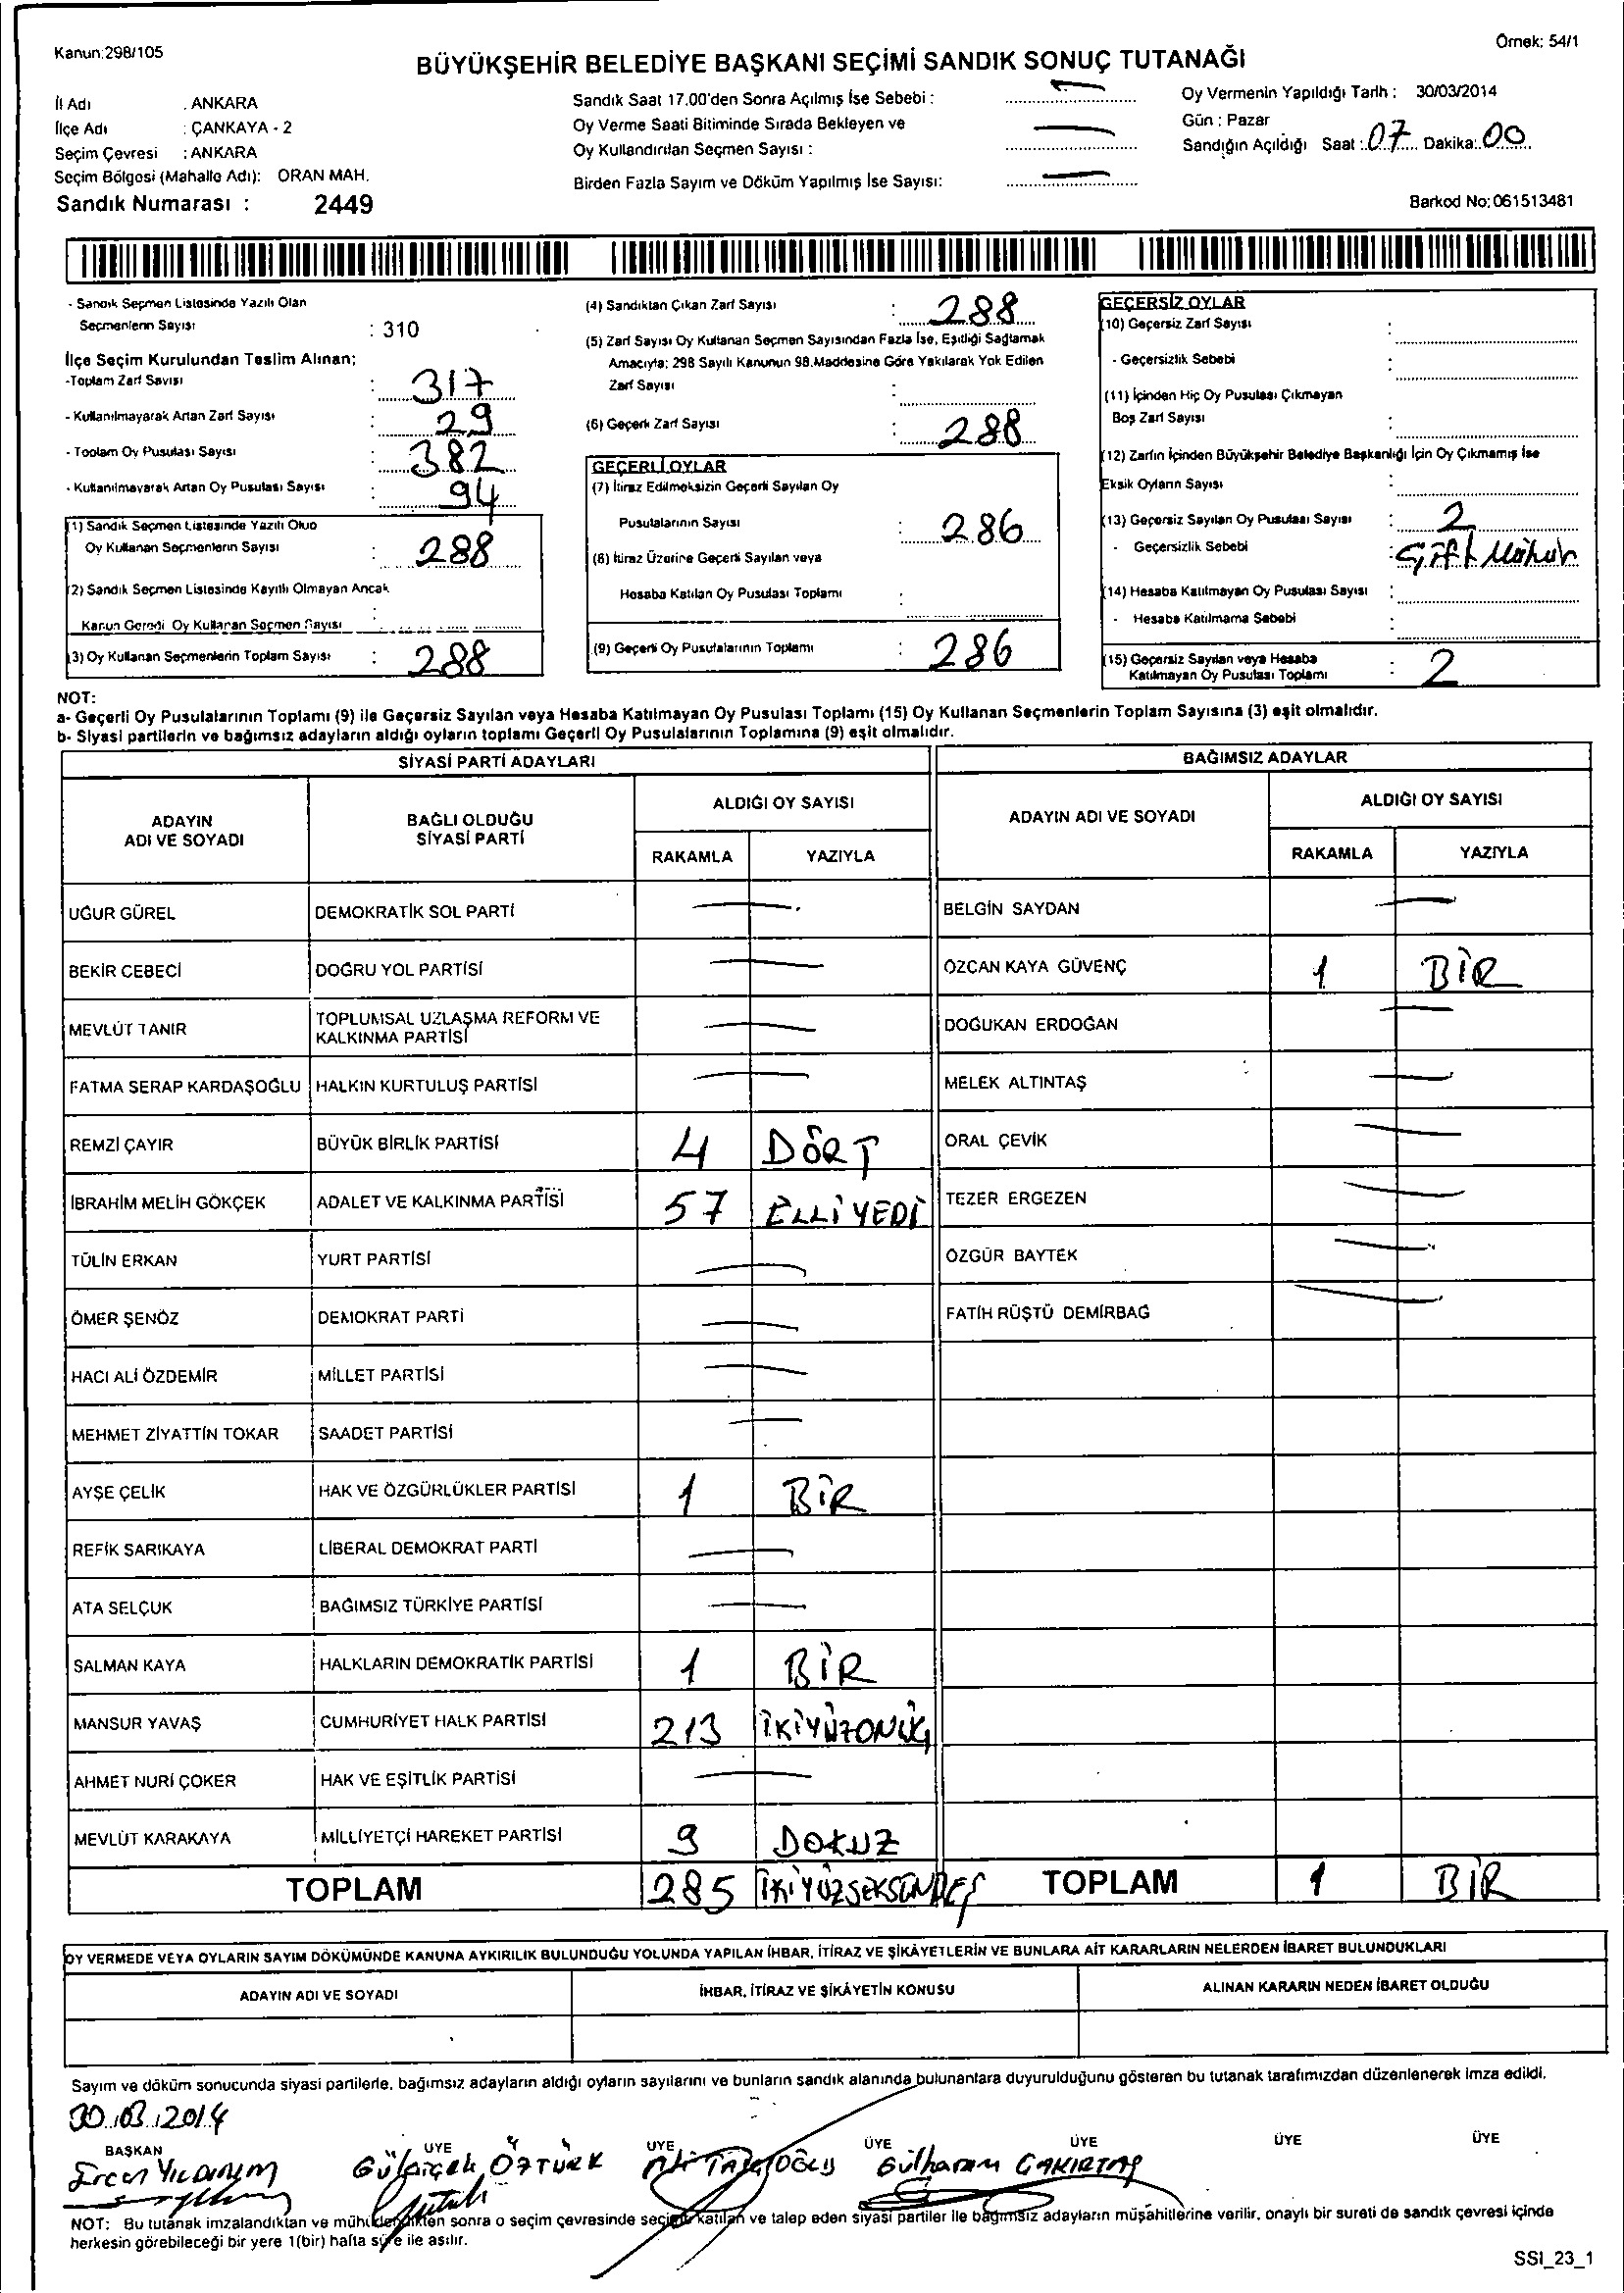 Kanun:298/105
Örnek: 54/1
BÜYÜKŞEHİR BELEDİYE BAŞKANI SEÇİMİ SANDIK SONUÇ TUTANAĞI
İl Adı : ANKARA
İlçe Adı : ÇANKAYA - 2
Seçim Çevresi : ANKARA
Seçim Bölgesi (Mahalle Adı): ORAN MAH.
Sandık Numarası : 2449
Sandık Saat 17.00'den Sonra Açılmış İse Sebebi :
Oy Verme Saati Bitiminde Sırada Bekleyen ve
Oy Kullandırılan Seçmen Sayısı :
Birden Fazla Sayım ve Döküm Yapılmış İse Sayısı:
Oy Vermenin Yapıldığı Tarih : 30/03/2014
Gün : Pazar
Sandığın Açıldığı Saat : 07 Dakika: 00
Barkod No:061513481
- Sandık Seçmen Listesinde Yazılı Olan
Seçmenlerin Sayısı : 310
İlçe Seçim Kurulundan Teslim Alınan;
-Toplam Zarf Sayısı : 317
- Kullanılmayarak Artan Zarf Sayısı : 29
- Toplam Oy Pusulası Sayısı : 382
- Kullanılmayarak Artan Oy Pusulası Sayısı : 94
(1) Sandık Seçmen Listesinde Yazılı Olup
Oy Kullanan Seçmenlerin Sayısı : 288
(2) Sandık Seçmen Listesinde Kayıtlı Olmayan Ancak
Kanun Gereği Oy Kullanan Seçmen Sayısı :
(3) Oy Kullanan Seçmenlerin Toplam Sayısı : 288
(4) Sandıktan Çıkan Zarf Sayısı : 288
(5) Zarf Sayısı Oy Kullanan Seçmen Sayısından Fazla İse, Eşitliği Sağlamak
Amacıyla; 298 Sayılı Kanunun 98.Maddesine Göre Yakılarak Yok Edilen
Zarf Sayısı :
(6) Geçerli Zarf Sayısı : 288
GEÇERLİ OYLAR
(7) İtiraz Edilmeksizin Geçerli Sayılan Oy
Pusulalarının Sayısı : 286
(8) İtiraz Üzerine Geçerli Sayılan veya
Hesaba Katılan Oy Pusulası Toplamı :
(9) Geçerli Oy Pusulalarının Toplamı : 286
GEÇERSİZ OYLAR
(10) Geçersiz Zarf Sayısı :
- Geçersizlik Sebebi :
(11) İçinden Hiç Oy Pusulası Çıkmayan
Boş Zarf Sayısı :
(12) Zarfın İçinden Büyükşehir Belediye Başkanlığı İçin Oy Çıkmamış İse
Eksik Oyların Sayısı :
(13) Geçersiz Sayılan Oy Pusulası Sayısı : 2
- Geçersizlik Sebebi : Çift Mühür
(14) Hesaba Katılmayan Oy Pusulası Sayısı :
- Hesaba Katılmama Sebebi :
(15) Geçersiz Sayılan veya Hesaba
Katılmayan Oy Pusulası Toplamı : 2
NOT:
a- Geçerli Oy Pusulalarının Toplamı (9) ile Geçersiz Sayılan veya Hesaba Katılmayan Oy Pusulası Toplamı (15) Oy Kullanan Seçmenlerin Toplam Sayısına (3) eşit olmalıdır.
b- Siyasi partilerin ve bağımsız adayların aldığı oyların toplamı Geçerli Oy Pusulalarının Toplamına (9) eşit olmalıdır.
SİYASİ PARTİ ADAYLARI
ADAYIN
ADI VE SOYADI
BAĞLI OLDUĞU
SİYASİ PARTİ
ALDIĞI OY SAYISI
RAKAMLA YAZIYLA
UĞUR GÜREL DEMOKRATİK SOL PARTİ
BEKİR CEBECİ DOĞRU YOL PARTİSİ
MEVLÜT TANIR TOPLUMSAL UZLAŞMA REFORM VE
KALKINMA PARTİSİ
FATMA SERAP KARDAŞOĞLU HALKIN KURTULUŞ PARTİSİ
REMZİ ÇAYIR BÜYÜK BİRLİK PARTİSİ 4 DÖRT
İBRAHİM MELİH GÖKÇEK ADALET VE KALKINMA PARTİSİ 57 ELLİYEDİ
TÜLİN ERKAN YURT PARTİSİ
ÖMER ŞENÖZ DEMOKRAT PARTİ
HACI ALİ ÖZDEMİR MİLLET PARTİSİ
MEHMET ZİYATTİN TOKAR SAADET PARTİSİ
AYŞE ÇELİK HAK VE ÖZGÜRLÜKLER PARTİSİ 1 BİR
REFİK SARIKAYA LİBERAL DEMOKRAT PARTİ
ATA SELÇUK BAĞIMSIZ TÜRKİYE PARTİSİ
SALMAN KAYA HALKLARIN DEMOKRATİK PARTİSİ 1 BİR
MANSUR YAVAŞ CUMHURİYET HALK PARTİSİ 213 İKİYÜZONÜÇ
AHMET NURİ ÇOKER HAK VE EŞİTLİK PARTİSİ
MEVLÜT KARAKAYA MİLLİYETÇİ HAREKET PARTİSİ 9 DOKUZ
TOPLAM 285 İKİYÜZSEKSENBEŞ
BAĞIMSIZ ADAYLAR
ADAYIN ADI VE SOYADI
ALDIĞI OY SAYISI
RAKAMLA YAZIYLA
BELGİN SAYDAN
ÖZCAN KAYA GÜVENÇ 1 BİR
DOĞUKAN ERDOĞAN
MELEK ALTINTAŞ
ORAL ÇEVİK
TEZER ERGEZEN
ÖZGÜR BAYTEK
FATİH RÜŞTÜ DEMİRBAĞ
TOPLAM 1 BİR
OY VERMEDE VEYA OYLARIN SAYIM DÖKÜMÜNDE KANUNA AYKIRILIK BULUNDUĞU YOLUNDA YAPILAN İHBAR, İTİRAZ VE ŞİKÂYETLERİN VE BUNLARA AİT KARARLARIN NELERDEN İBARET BULUNDUKLARI
ADAYIN ADI VE SOYADI
İHBAR, İTİRAZ VE ŞİKÂYETİN KONUSU
ALINAN KARARIN NEDEN İBARET OLDUĞU
Sayım ve döküm sonucunda siyasi partilerle, bağımsız adayların aldığı oyların sayılarını ve bunların sandık alanında bulunanlara duyurulduğunu gösteren bu tutanak tarafımızdan düzenlenerek imza edildi.
30.03.2014
BAŞKAN ÜYE ÜYE ÜYE ÜYE ÜYE ÜYE
Ercan YILDIRIM Gülçiçek ÖZTÜRK Gülhanım ÇAKIRTAŞ
NOT: Bu tutanak imzalandıktan ve mühürlendikten sonra o seçim çevresinde seçime katılan ve talep eden siyasi partiler ile bağımsız adayların müşahitlerine verilir, onaylı bir sureti de sandık çevresi içinde
herkesin görebileceği bir yere 1(bir) hafta süre ile asılır.
SSI_23_1